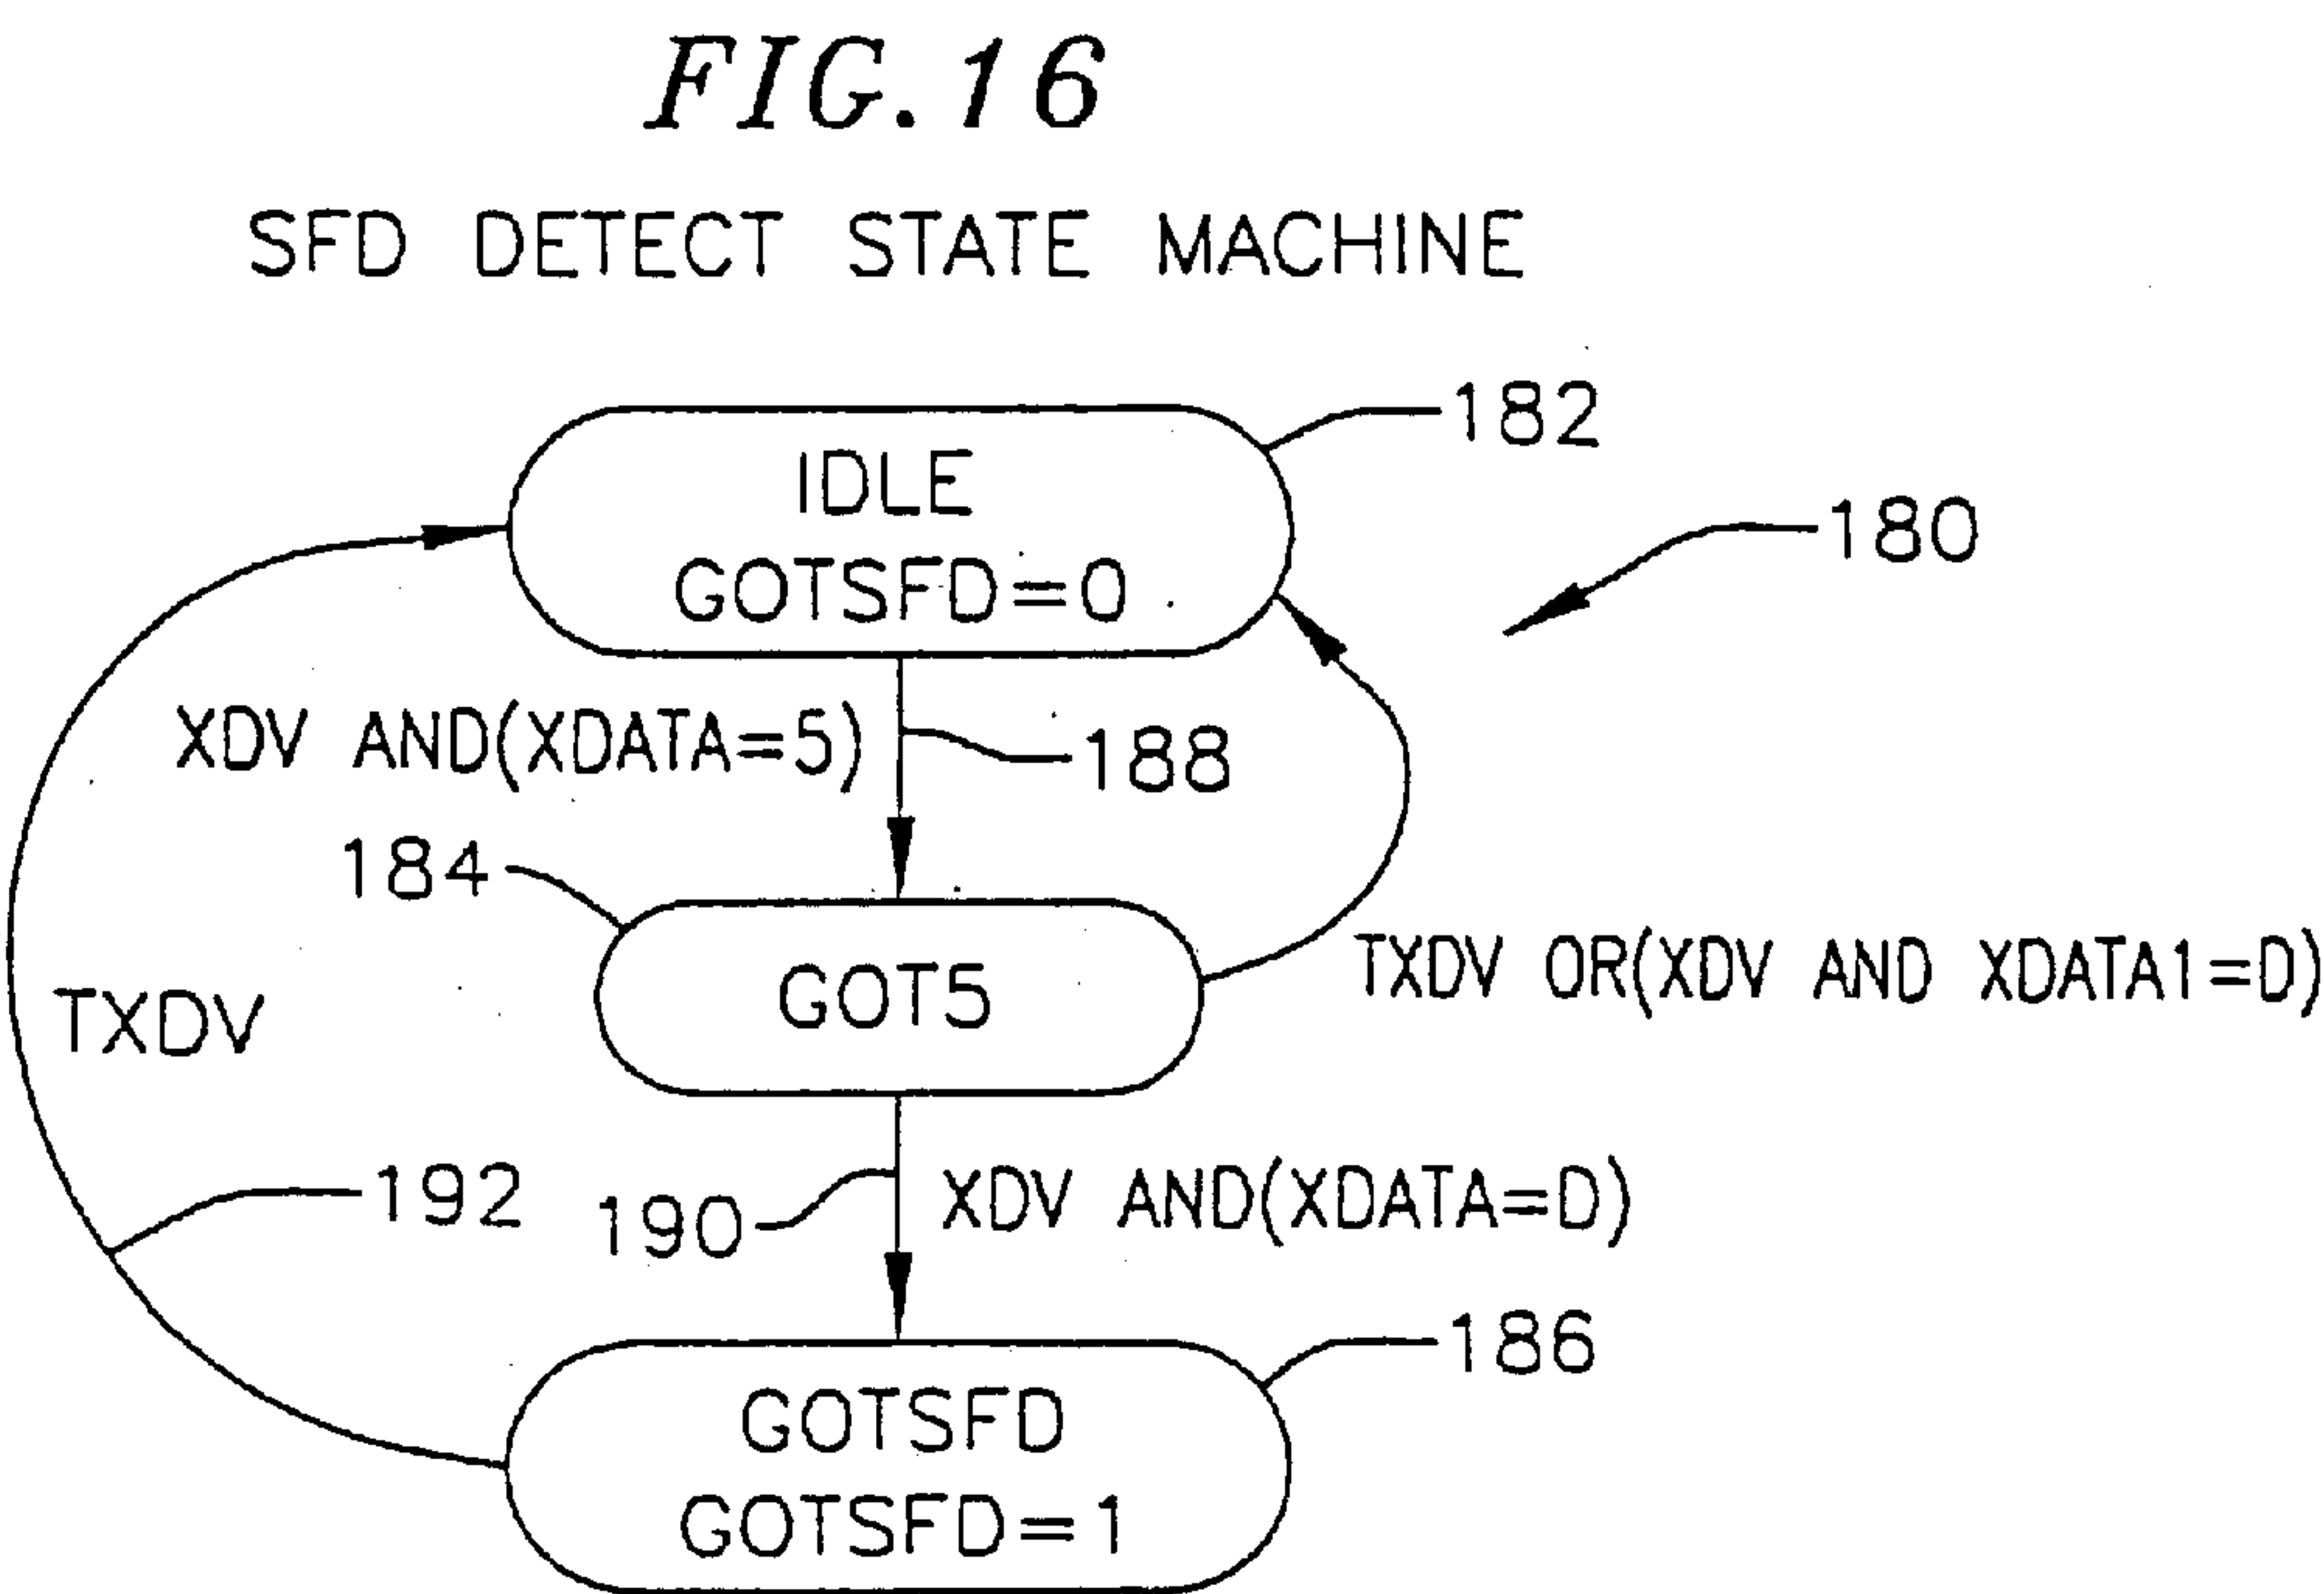 FIG.16
SFD DETECT STATE MACHINE
182
IDLE
GOTSFD=0
180
XDV AND(XDATA=5)
188
184
GOT5
TXDV OR(XDV AND XDATA1=D)
TXDV
192
190
XDV AND(XDATA=D)
186
GOTSFD
GOTSFD=1